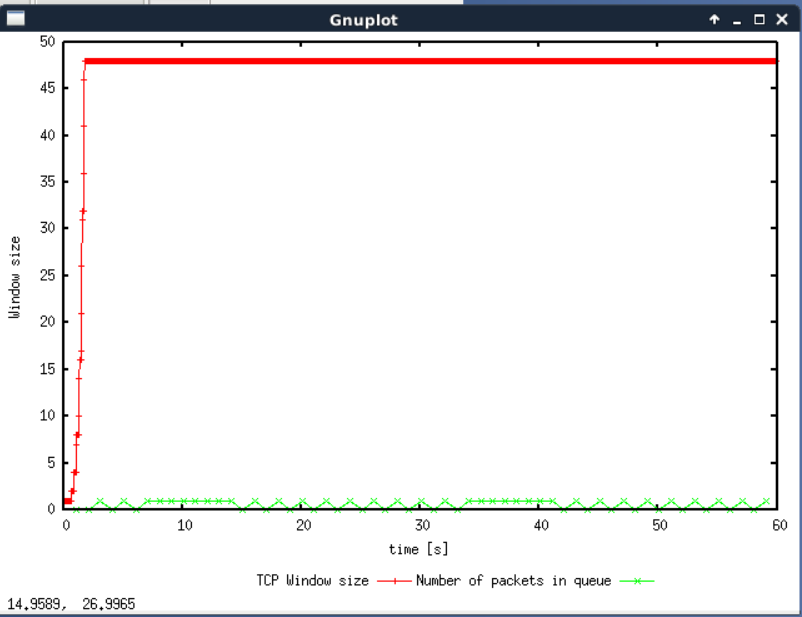 Gnuplot
50
45
40
35
30
25
20
15
10
5
0
Window size
0 10 20 30 40 50 60
time [s]
TCP Window size Number of packets in queue
14,9589, 26,9965